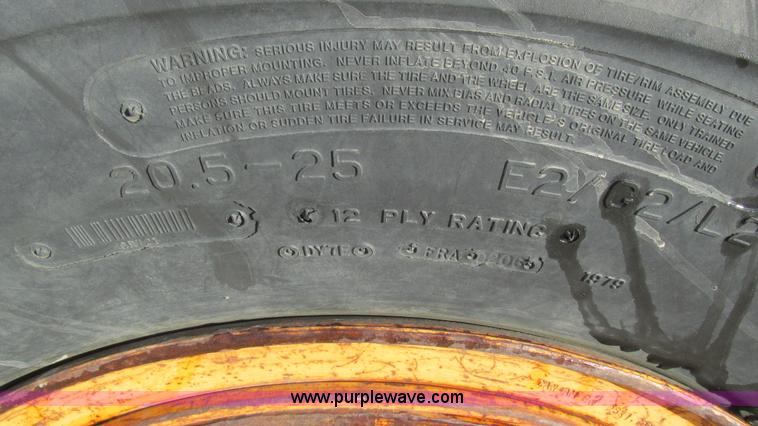 WARNING: SERIOUS INJURY MAY RESULT FROM EXPLOSION OF TIRE/RIM ASSEMBLY DUE
TO IMPROPER MOUNTING. NEVER INFLATE BEYOND 40 P.S.I. AIR PRESSURE WHILE SEATING
THE BEADS. ALWAYS MAKE SURE THE TIRE AND THE WHEEL ARE THE SAME SIZE. ONLY TRAINED
PERSONS SHOULD MOUNT TIRES. NEVER MIX BIAS AND RADIAL TIRES ON THE SAME VEHICLE.
MAKE SURE THIS TIRE MEETS OR EXCEEDS THE VEHICLE'S ORIGINAL TIRE LOAD AND
INFLATION OR SUDDEN TIRE FAILURE IN SERVICE MAY RESULT.
20.5-25 E2/G2/L2
12 PLY RATING
DY7E FRA 1206
1979
www.purplewave.com